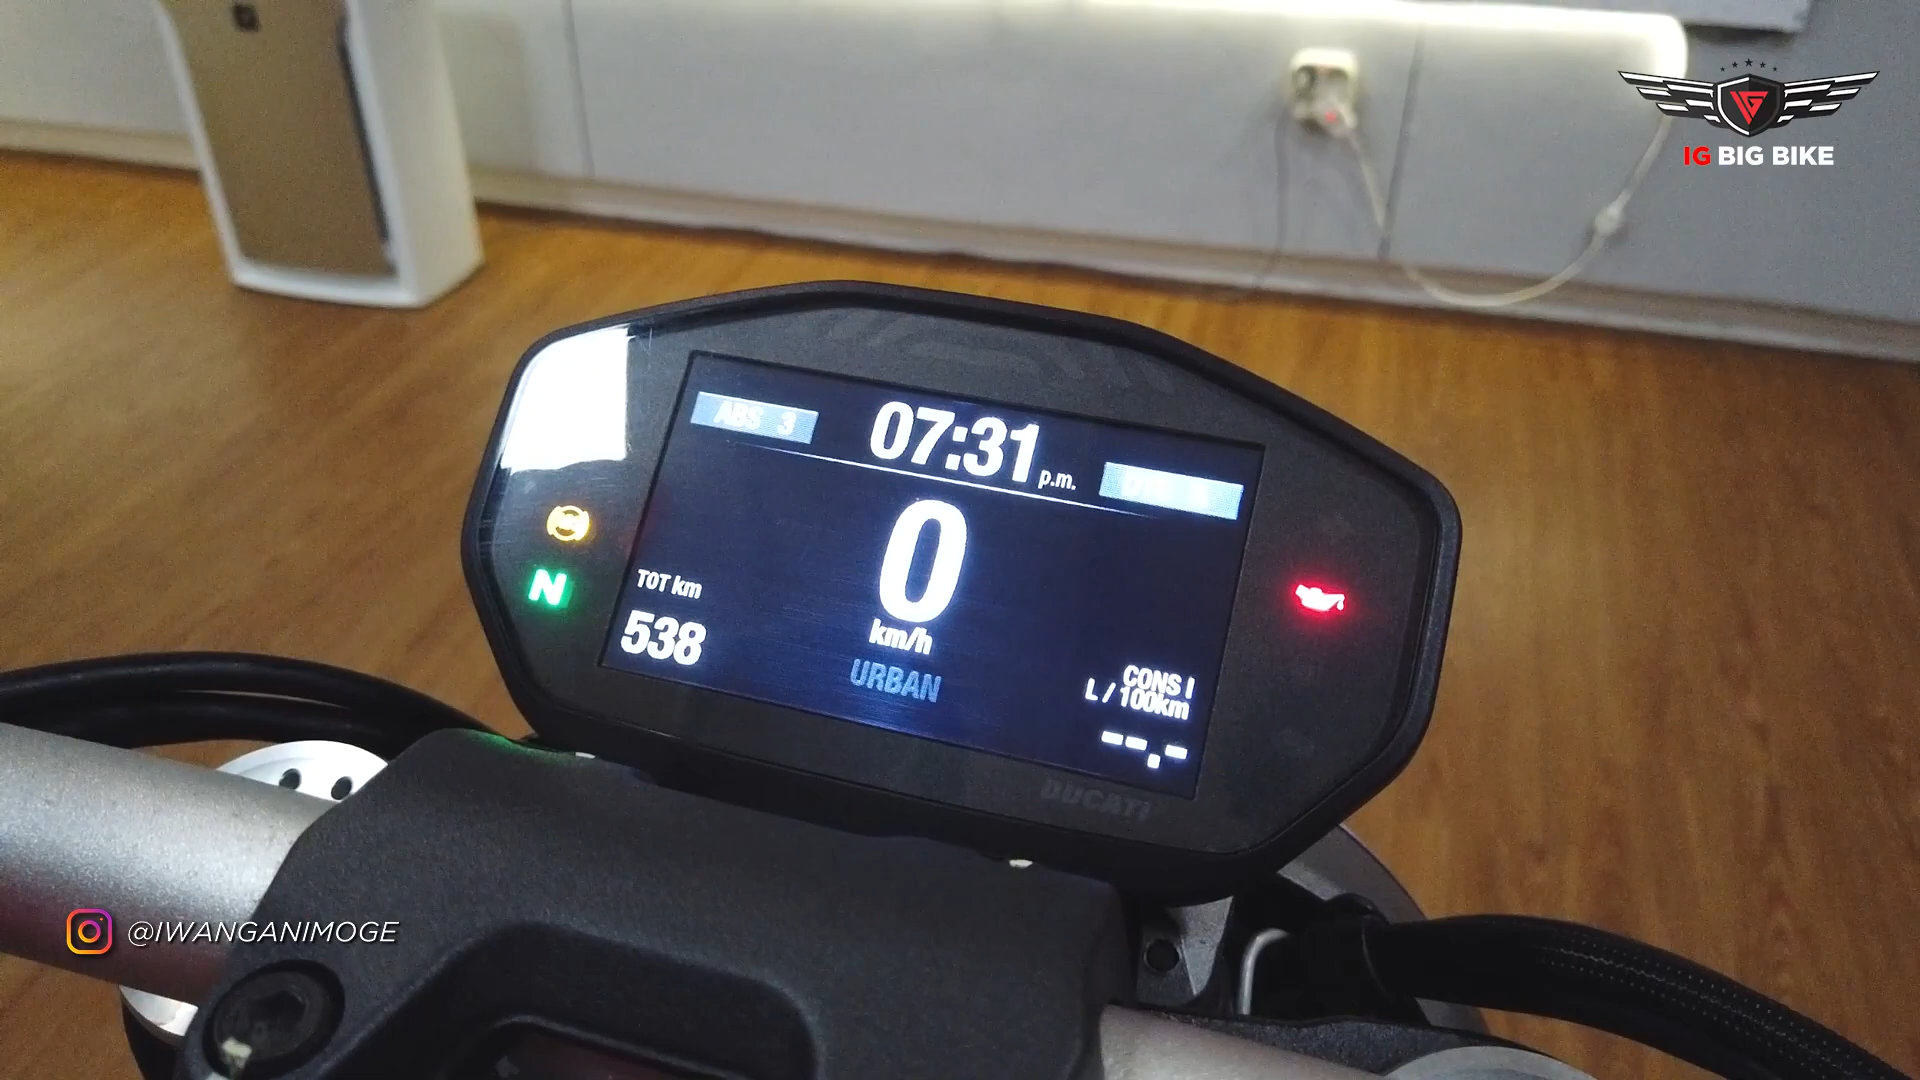 IG BIG BIKE
ABS 3
07:31 p.m.
0
km/h
N
TOT km
538
URBAN
CONS I
L / 100km
--.-
DUCATI
@IWANGANIMOGE